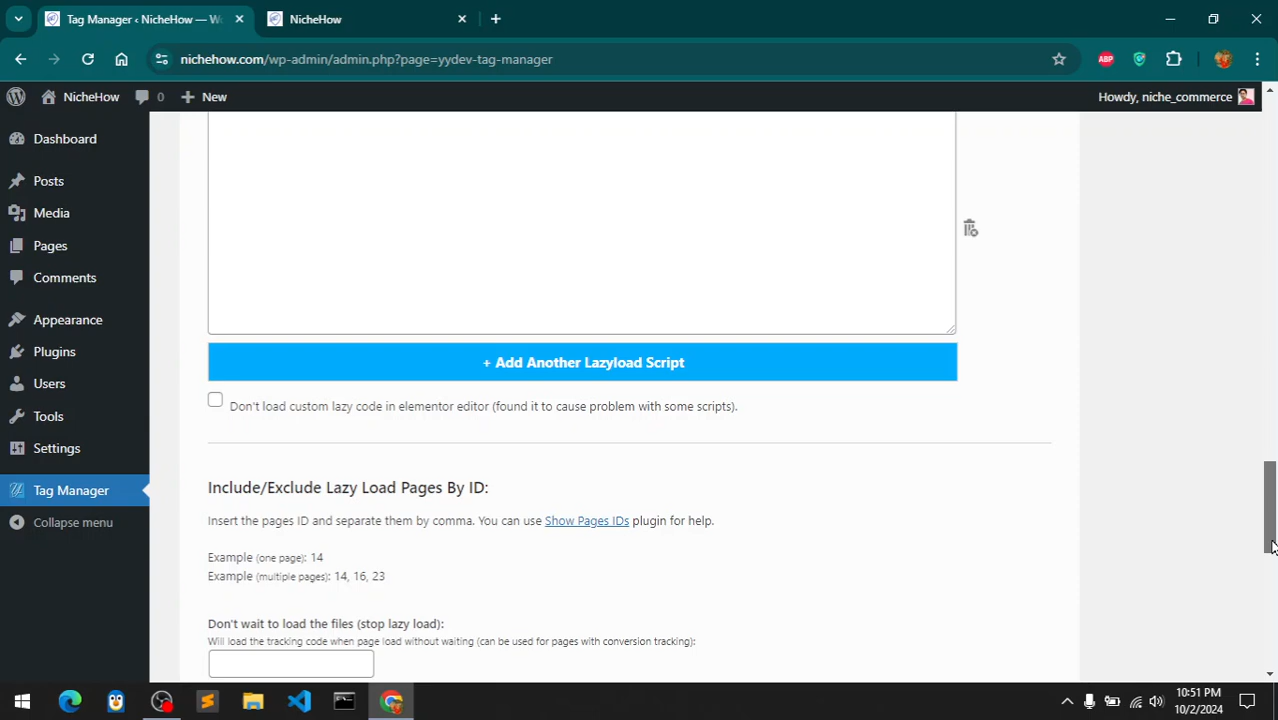 Tag Manager ‹ NicheHow — W
NicheHow
nichehow.com/wp-admin/admin.php?page=yydev-tag-manager
ABP
NicheHow
0
New
Howdy, niche_commerce
Dashboard
Posts
Media
Pages
Comments
Appearance
Plugins
Users
Tools
Settings
Tag Manager
Collapse menu
+ Add Another Lazyload Script
Don't load custom lazy code in elementor editor (found it to cause problem with some scripts).
Include/Exclude Lazy Load Pages By ID:
Insert the pages ID and separate them by comma. You can use Show Pages IDs plugin for help.
Example (one page): 14
Example (multiple pages): 14, 16, 23
Don't wait to load the files (stop lazy load):
Will load the tracking code when page load without waiting (can be used for pages with conversion tracking):
10:51 PM
10/2/2024